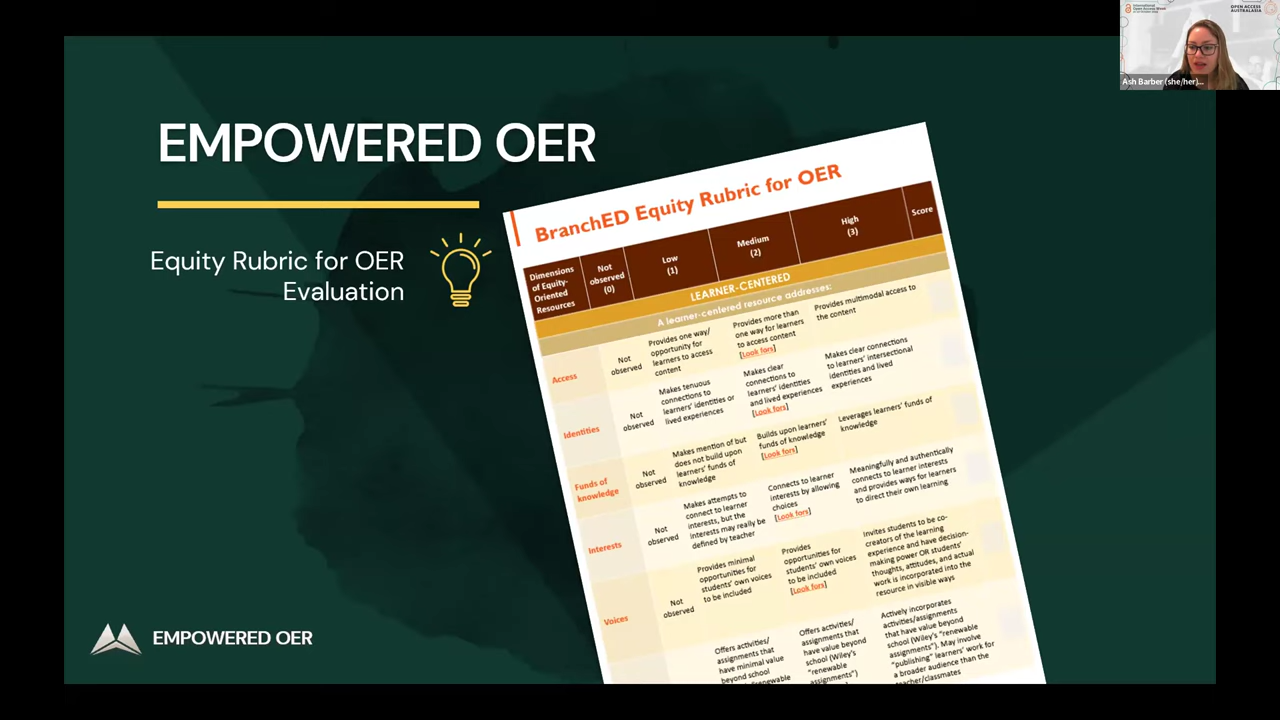 International
Open Access Week
OPEN ACCESS
AUSTRALASIA
Ash Barber (she/her)...
EMPOWERED OER
Equity Rubric for OER
Evaluation
BranchED Equity Rubric for OER
Dimensions
of Equity-
Oriented
Resources
Not
observed
(0)
Low
(1)
Medium
(2)
High
(3)
Score
LEARNER-CENTERED
A learner-centered resource addresses:
Access
Not
observed
Provides one way/
opportunity for
learners to access
content
Provides more than
one way for learners
to access content
[Look fors]
Provides multimodal access to
the content
Identities
Not
observed
Makes tenuous
connections to
learners' identities or
lived experiences
Makes clear
connections to
learners' identities
and lived experiences
[Look fors]
Makes clear connections
to learners' intersectional
identities and lived
experiences
Funds of
knowledge
Not
observed
Makes mention of but
does not build upon
learners' funds of
knowledge
Builds upon learners'
funds of knowledge
[Look fors]
Leverages learners' funds of
knowledge
Interests
Not
observed
Makes attempts to
connect to learner
interests, but the
interests may really be
defined by teacher
Connects to learner
interests by allowing
choices
[Look fors]
Meaningfully and authentically
connects to learner interests
and provides ways for learners
to direct their own learning
Voices
Not
observed
Provides minimal
opportunities for
students' own voices
to be included
Provides
opportunities for
students' own voices
to be included
[Look fors]
Invites students to be co-
creators of the learning
experience and have decision-
making power OR students'
thoughts, attitudes, and actual
work is incorporated into the
resource in visible ways
Offers activities/
assignments that
have minimal value
beyond school
Offers activities/
assignments that
have value beyond
school (Wiley's
"renewable
assignments")
Actively incorporates
activities/assignments
that have value beyond
school (Wiley's "renewable
assignments"). May involve
"publishing" learners' work for
a broader audience than the
teacher/classmates
EMPOWERED OER